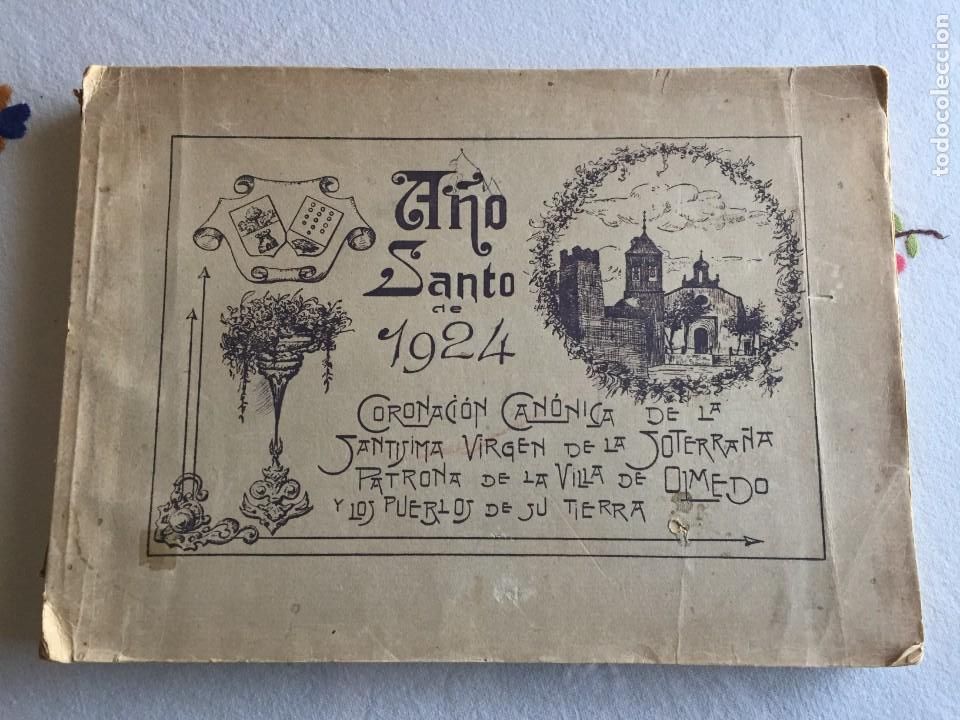 Año
Santo
de
1924
CORONACIÓN CANÓNICA DE LA
SANTISIMA VIRGEN DE LA SOTERRAÑA
PATRONA DE LA VILLA DE OLMEDO
Y LOS PUEBLOS DE SU TIERRA
todocoleccion